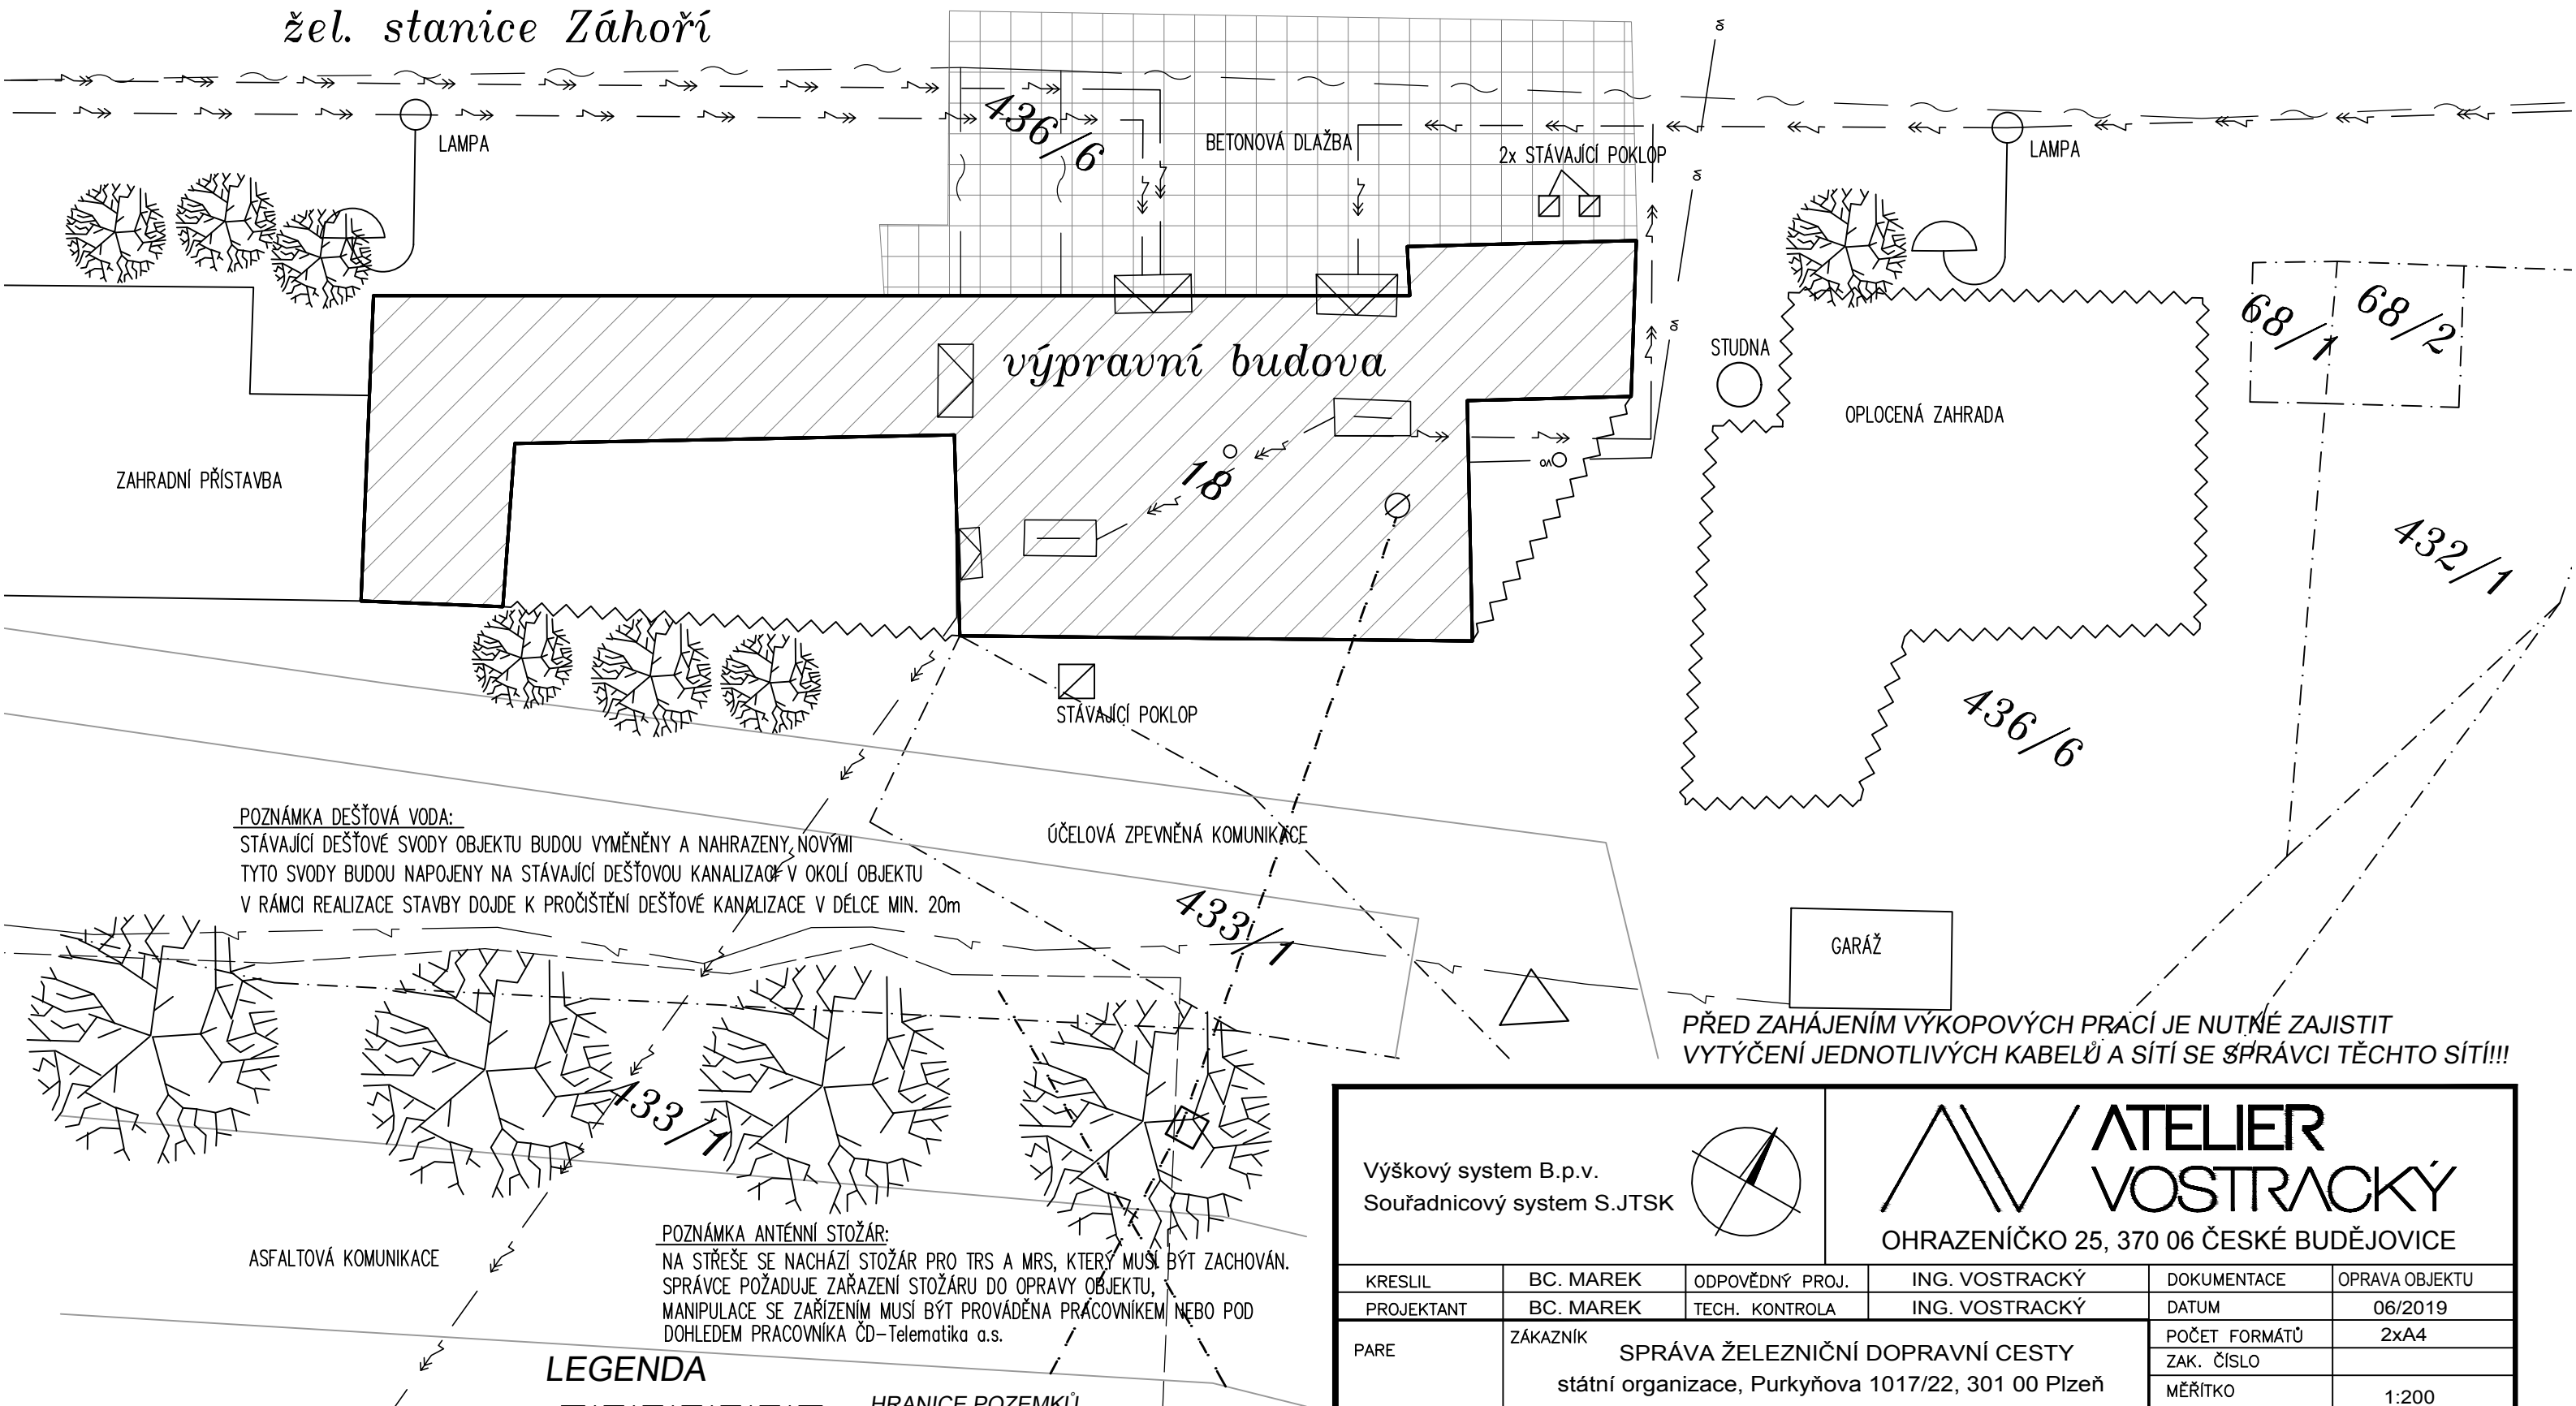 žel. stanice Záhoří
436/6
LAMPA
BETONOVÁ DLAŽBA
2x STÁVAJÍCÍ POKLOP
LAMPA
68/1
68/2
STUDNA
výpravní budova
OPLOCENÁ ZAHRADA
ZAHRADNÍ PŘÍSTAVBA
18
432/1
436/6
STÁVAJÍCÍ POKLOP
POZNÁMKA DEŠŤOVÁ VODA:
STÁVAJÍCÍ DEŠŤOVÉ SVODY OBJEKTU BUDOU VYMĚNĚNY A NAHRAZENY NOVÝMI
TYTO SVODY BUDOU NAPOJENY NA STÁVAJÍCÍ DEŠŤOVOU KANALIZACI V OKOLÍ OBJEKTU
V RÁMCI REALIZACE STAVBY DOJDE K PROČIŠTĚNÍ DEŠŤOVÉ KANALIZACE V DÉLCE MIN. 20m
ÚČELOVÁ ZPEVNĚNÁ KOMUNIKACE
433/1
GARÁŽ
PŘED ZAHÁJENÍM VÝKOPOVÝCH PRACÍ JE NUTNÉ ZAJISTIT
VYTÝČENÍ JEDNOTLIVÝCH KABELŮ A SÍTÍ SE SPRÁVCI TĚCHTO SÍTÍ!!!
433/1
ASFALTOVÁ KOMUNIKACE
POZNÁMKA ANTÉNNÍ STOŽÁR:
NA STŘEŠE SE NACHÁZÍ STOŽÁR PRO TRS A MRS, KTERÝ MUSÍ BÝT ZACHOVÁN.
SPRÁVCE POŽADUJE ZAŘAZENÍ STOŽÁRU DO OPRAVY OBJEKTU,
MANIPULACE SE ZAŘÍZENÍM MUSÍ BÝT PROVÁDĚNA PRACOVNÍKEM NEBO POD
DOHLEDEM PRACOVNÍKA ČD-Telematika a.s.
LEGENDA
HRANICE POZEMKŮ
Výškový system B.p.v.
Souřadnicový system S.JTSK
AV ATELIER
VOSTRACKÝ
OHRAZENÍČKO 25, 370 06 ČESKÉ BUDĚJOVICE
KRESLIL BC. MAREK ODPOVĚDNÝ PROJ. ING. VOSTRACKÝ DOKUMENTACE OPRAVA OBJEKTU
PROJEKTANT BC. MAREK TECH. KONTROLA ING. VOSTRACKÝ DATUM 06/2019
PARE
ZÁKAZNÍK
SPRÁVA ŽELEZNIČNÍ DOPRAVNÍ CESTY
státní organizace, Purkyňova 1017/22, 301 00 Plzeň
POČET FORMÁTŮ 2xA4
ZAK. ČÍSLO
MĚŘÍTKO 1:200